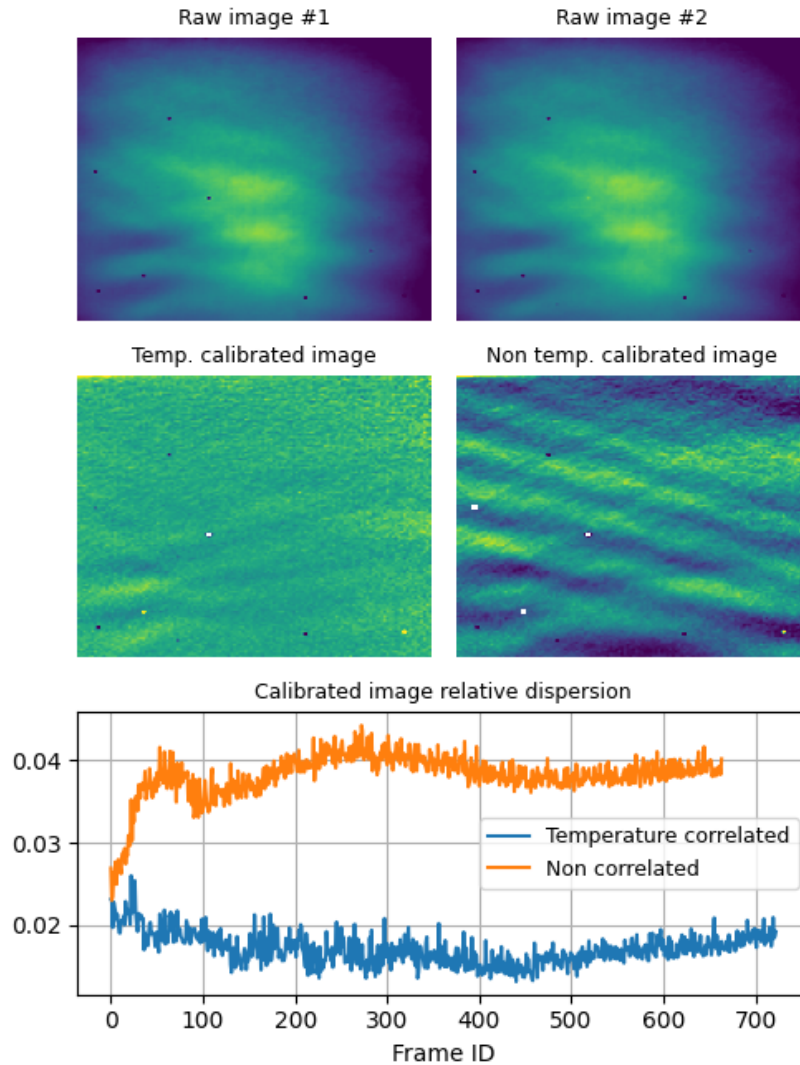 Raw image #1
Raw image #2
Temp. calibrated image
Non temp. calibrated image
Calibrated image relative dispersion
0.04
0.03
0.02
Temperature correlated
Non correlated
0 100 200 300 400 500 600 700
Frame ID